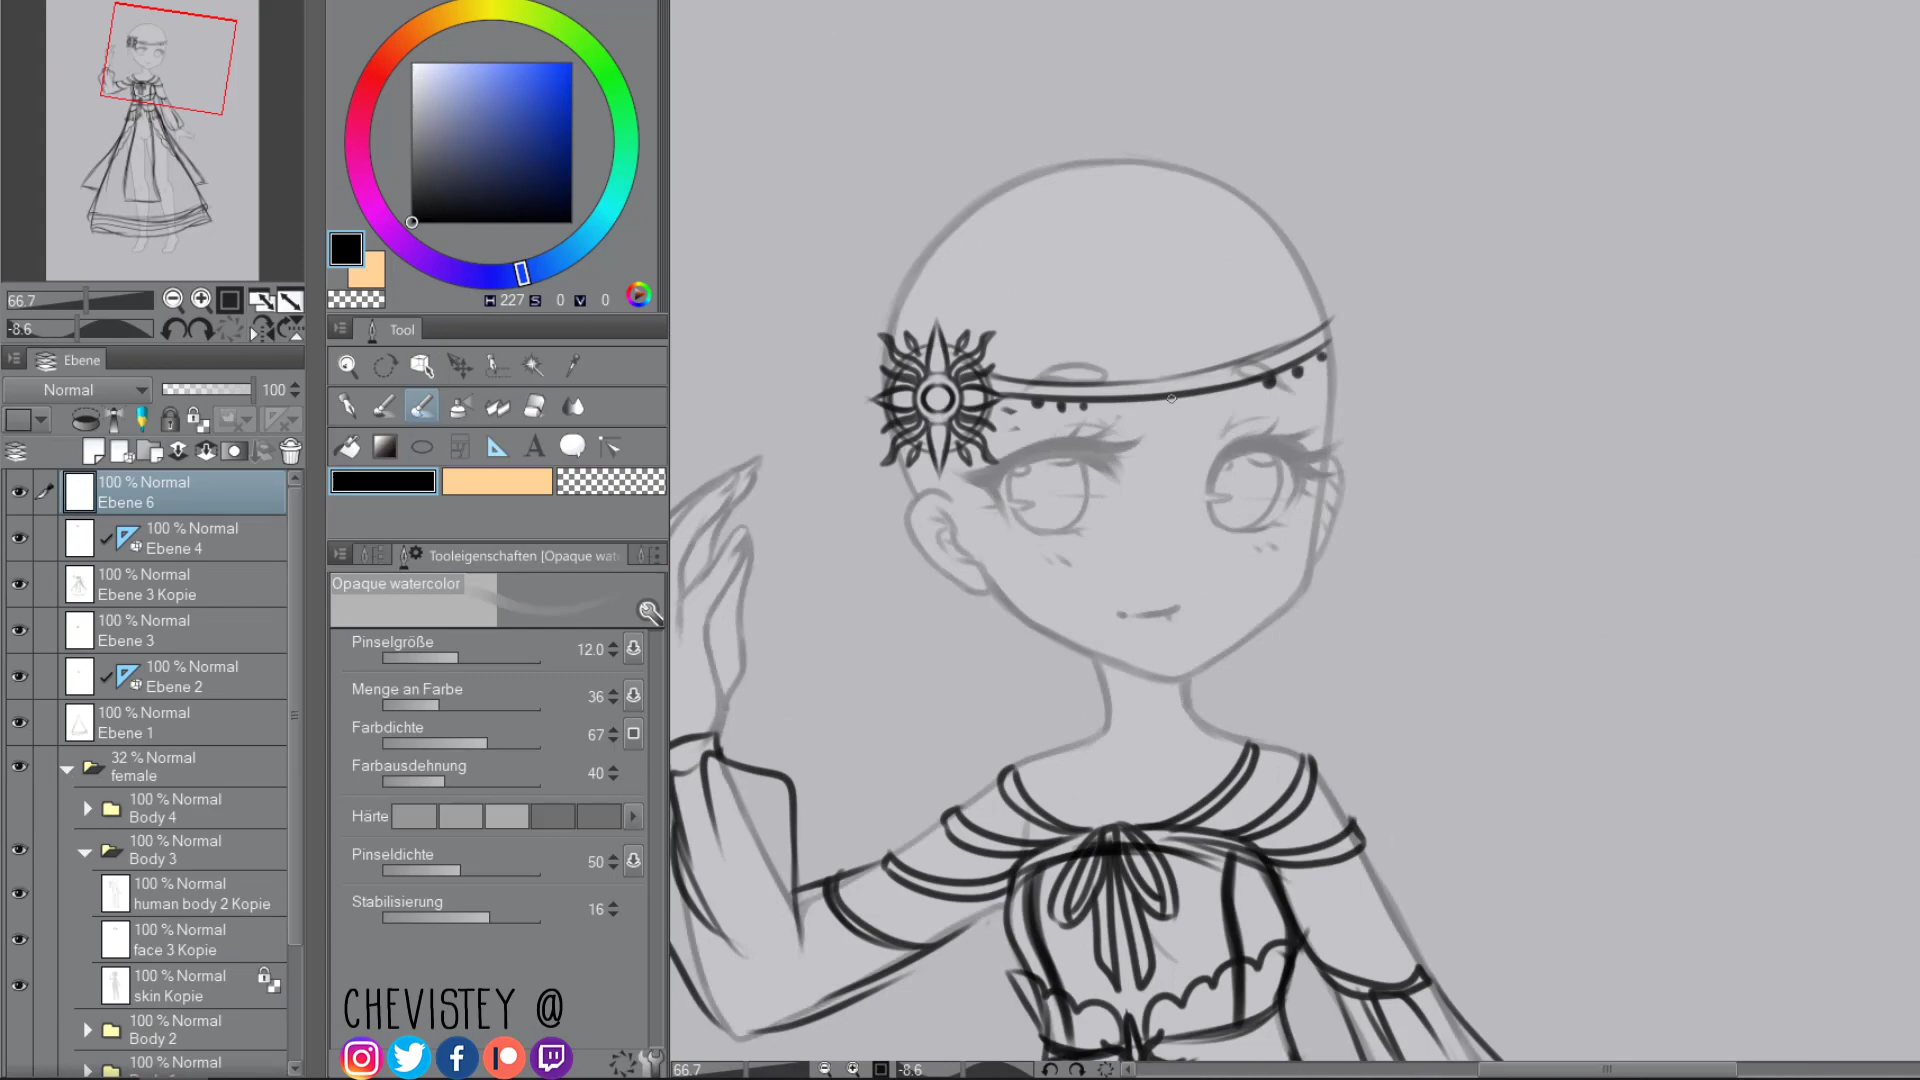 66.7
-8.6
Ebene
Normal
100
100 % Normal
Ebene 6
100 % Normal
Ebene 4
100 % Normal
Ebene 3 Kopie
100 % Normal
Ebene 3
100 % Normal
Ebene 2
100 % Normal
Ebene 1
32 % Normal
female
100 % Normal
Body 4
100 % Normal
Body 3
100 % Normal
human body 2 Kopie
100 % Normal
face 3 Kopie
100 % Normal
skin Kopie
100 % Normal
Body 2
100 % Normal
H 227 S 0 V 0
Tool
Tooleigenschaften [Opaque wat
Opaque watercolor
Pinselgröße 12.0
Menge an Farbe 36
Farbdichte 67
Farbausdehnung 40
Härte
Pinseldichte 50
Stabilisierung 16
CHEVISTEY @
66.7
-8.6